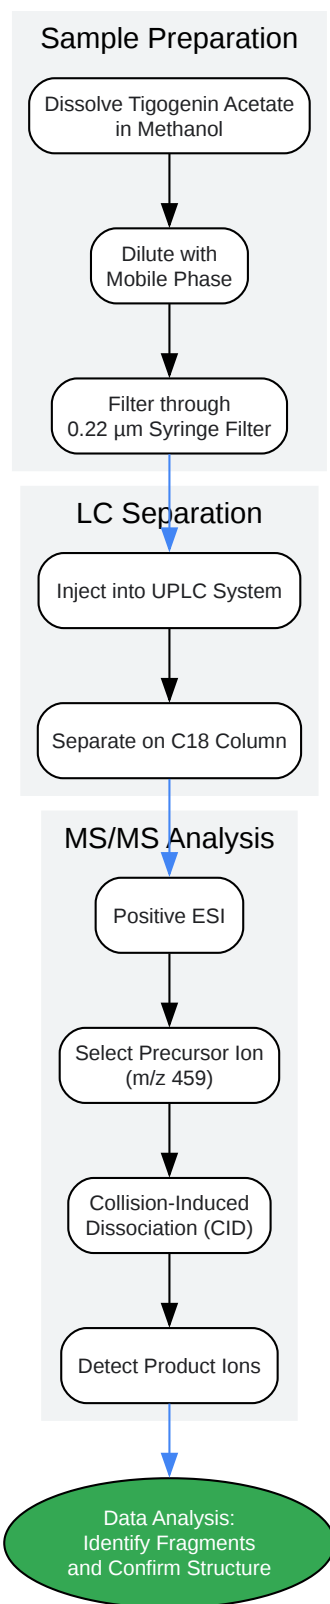 Sample Preparation
Dissolve Tigogenin Acetate
in Methanol
Dilute with
Mobile Phase
Filter through
0.22 µm Syringe Filter
LC Separation
Inject into UPLC System
Separate on C18 Column
MS/MS Analysis
Positive ESI
Select Precursor Ion
(m/z 459)
Collision-Induced
Dissociation (CID)
Detect Product Ions
Data Analysis:
Identify Fragments
and Confirm Structure